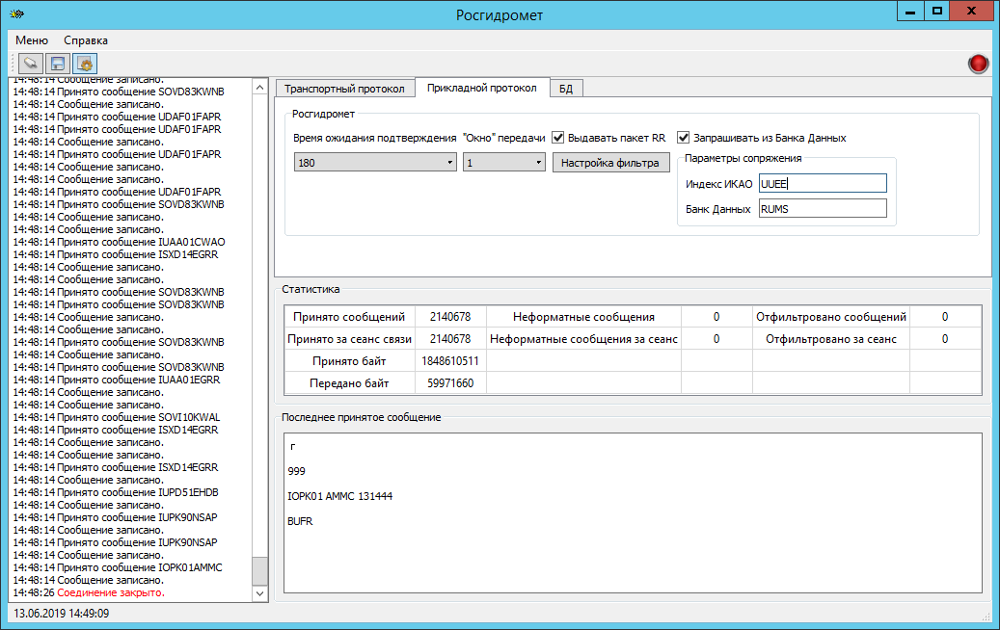 Росгидромет
Меню Справка
14:48:14 Сообщение записано.
14:48:14 Принято сообщение SOVD83KWNB
14:48:14 Сообщение записано.
14:48:14 Принято сообщение UDAF01FAPR
14:48:14 Принято сообщение UDAF01FAPR
14:48:14 Сообщение записано.
14:48:14 Принято сообщение UDAF01FAPR
14:48:14 Сообщение записано.
14:48:14 Сообщение записано.
14:48:14 Принято сообщение UDAF01FAPR
14:48:14 Принято сообщение SOVD83KWNB
14:48:14 Сообщение записано.
14:48:14 Сообщение записано.
14:48:14 Принято сообщение IUAA01CWAO
14:48:14 Принято сообщение ISXD14EGRR
14:48:14 Сообщение записано.
14:48:14 Сообщение записано.
14:48:14 Принято сообщение SOVD83KWNB
14:48:14 Принято сообщение SOVD83KWNB
14:48:14 Сообщение записано.
14:48:14 Сообщение записано.
14:48:14 Принято сообщение SOVD83KWNB
14:48:14 Сообщение записано.
14:48:14 Принято сообщение SOVD83KWNB
14:48:14 Принято сообщение IUAA01EGRR
14:48:14 Сообщение записано.
14:48:14 Сообщение записано.
14:48:14 Принято сообщение SOVI10KWAL
14:48:14 Принято сообщение ISXD14EGRR
14:48:14 Сообщение записано.
14:48:14 Сообщение записано.
14:48:14 Принято сообщение ISXD14EGRR
14:48:14 Сообщение записано.
14:48:14 Принято сообщение IUPD51EHDB
14:48:14 Сообщение записано.
14:48:14 Принято сообщение IUPK90NSAP
14:48:14 Сообщение записано.
14:48:14 Принято сообщение IUPK90NSAP
14:48:14 Сообщение записано.
14:48:14 Принято сообщение IOPK01AMMC
14:48:14 Сообщение записано.
14:48:26 Соединение закрыто.
Транспортный протокол Прикладной протокол БД
Росгидромет
Время ожидания подтверждения "Окно" передачи Выдавать пакет RR Запрашивать из Банка Данных
180 1 Настройка фильтра
Параметры сопряжения
Индекс ИКАО UUEE
Банк Данных RUMS
Статистика
Принято сообщений 2140678 Неформатные сообщения 0 Отфильтровано сообщений 0
Принято за сеанс связи 2140678 Неформатные сообщения за сеанс 0 Отфильтровано за сеанс 0
Принято байт 1848610511
Передано байт 59971660
Последнее принятое сообщение
г
999
IOPK01 AMMC 131444
BUFR
13.06.2019 14:49:09